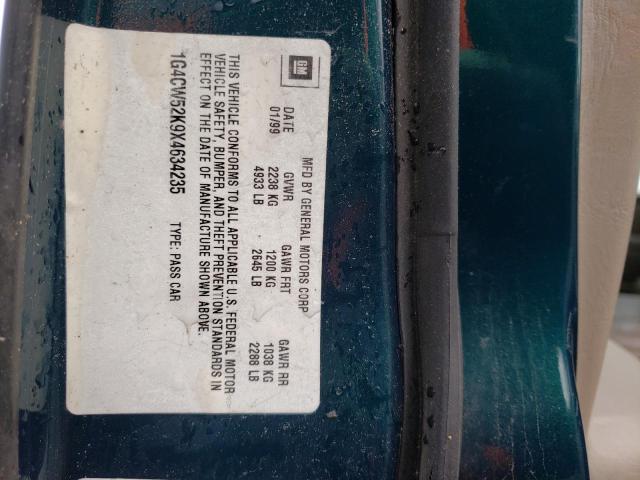 GM
MFD BY GENERAL MOTORS CORP
DATE GVWR GAWR FRT GAWR RR
01/99 2238 KG 1200 KG 1038 KG
4933 LB 2645 LB 2288 LB
THIS VEHICLE CONFORMS TO ALL APPLICABLE U.S. FEDERAL MOTOR
VEHICLE SAFETY, BUMPER, AND THEFT PREVENTION STANDARDS IN
EFFECT ON THE DATE OF MANUFACTURE SHOWN ABOVE.
1G4CW52K9X4634235 TYPE: PASS CAR